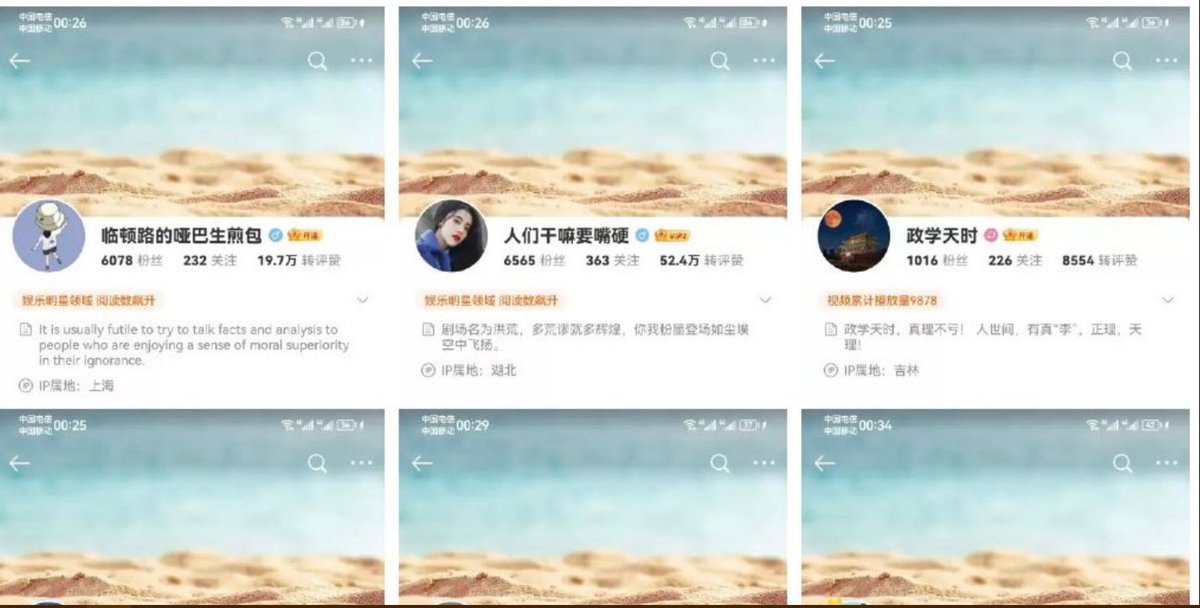 中国电信
中国移动 00:26
临顿路的哑巴生煎包 开通
6078 粉丝 232 关注 19.7万 转评赞
娱乐明星领域 阅读数飙升
It is usually futile to try to talk facts and analysis to
people who are enjoying a sense of moral superiority
in their ignorance.
IP属地：上海
中国电信
中国移动 00:26
人们干嘛要嘴硬 VIP2
6565 粉丝 363 关注 52.4万 转评赞
娱乐明星领域 阅读数飙升
剧场名为洪荒，多荒谬就多辉煌，你我粉墨登场如尘埃
空中飞扬。
IP属地：湖北
中国电信
中国移动 00:25
政学天时 开通
1016 粉丝 226 关注 8554 转评赞
视频累计播放量9878
政学天时，真理不亏！ 人世间，有真“李”，正理，天
理！
IP属地：吉林
中国电信
中国移动 00:25
中国电信
中国移动 00:29
37
中国电信
中国移动 00:34
42